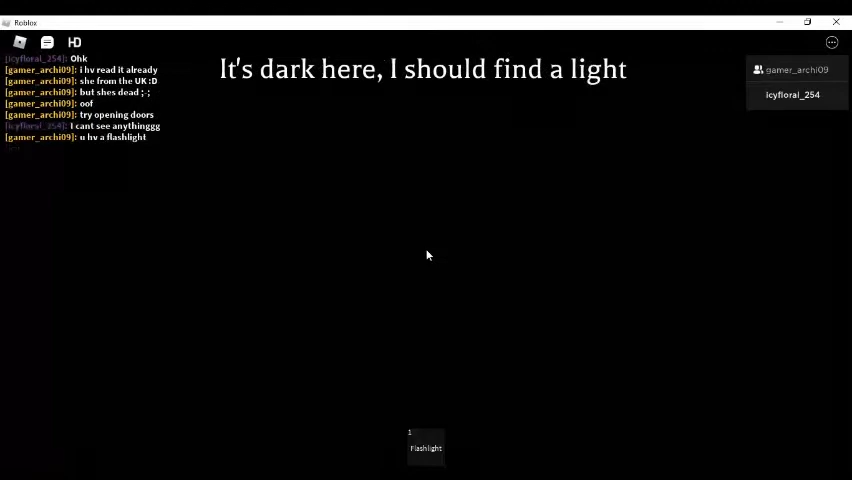 Roblox
HD
[icyfloral_254]: Ohk
[gamer_archi09]: i hv read it already
[gamer_archi09]: she from the UK :D
[gamer_archi09]: but shes dead ;-;
[gamer_archi09]: oof
[gamer_archi09]: try opening doors
[icyfloral_254]: I cant see anythinggg
[gamer_archi09]: u hv a flashlight
It's dark here, I should find a light
gamer_archi09
icyfloral_254
1
Flashlight